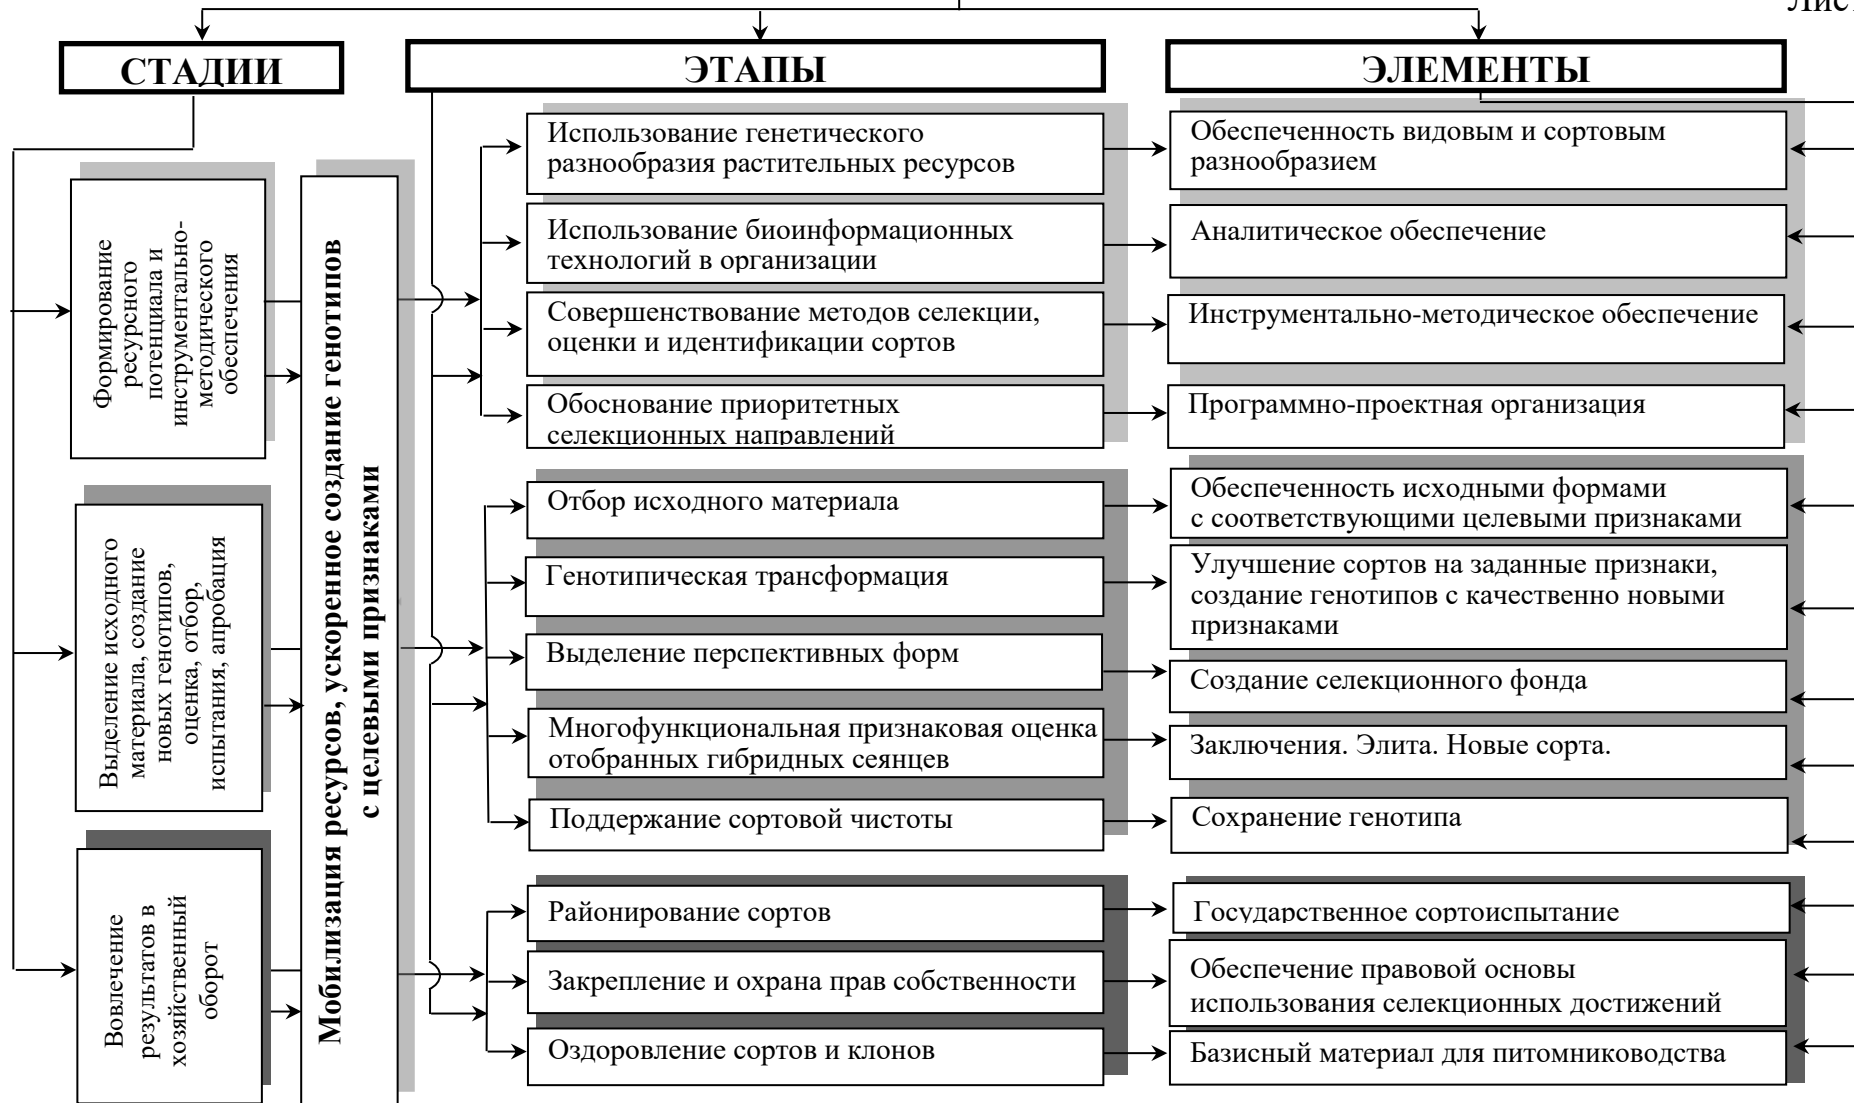 Лист
СТАДИИ
ЭТАПЫ
ЭЛЕМЕНТЫ
Формирование
ресурсного
потенциала и
инструментально-
методического
обеспечения
Выделение исходного
материала, создание
новых генотипов,
оценка, отбор,
испытания, апробация
Вовлечение
результатов в
хозяйственный
оборот
Мобилизация ресурсов, ускоренное создание генотипов
с целевыми признаками
Использование генетического
разнообразия растительных ресурсов
Обеспеченность видовым и сортовым
разнообразием
Использование биоинформационных
технологий в организации
Аналитическое обеспечение
Совершенствование методов селекции,
оценки и идентификации сортов
Инструментально-методическое обеспечение
Обоснование приоритетных
селекционных направлений
Программно-проектная организация
Отбор исходного материала
Обеспеченность исходными формами
с соответствующими целевыми признаками
Генотипическая трансформация
Улучшение сортов на заданные признаки,
создание генотипов с качественно новыми
признаками
Выделение перспективных форм
Создание селекционного фонда
Многофункциональная признаковая оценка
отобранных гибридных сеянцев
Заключения. Элита. Новые сорта.
Поддержание сортовой чистоты
Сохранение генотипа
Районирование сортов
Государственное сортоиспытание
Закрепление и охрана прав собственности
Обеспечение правовой основы
использования селекционных достижений
Оздоровление сортов и клонов
Базисный материал для питомниководства